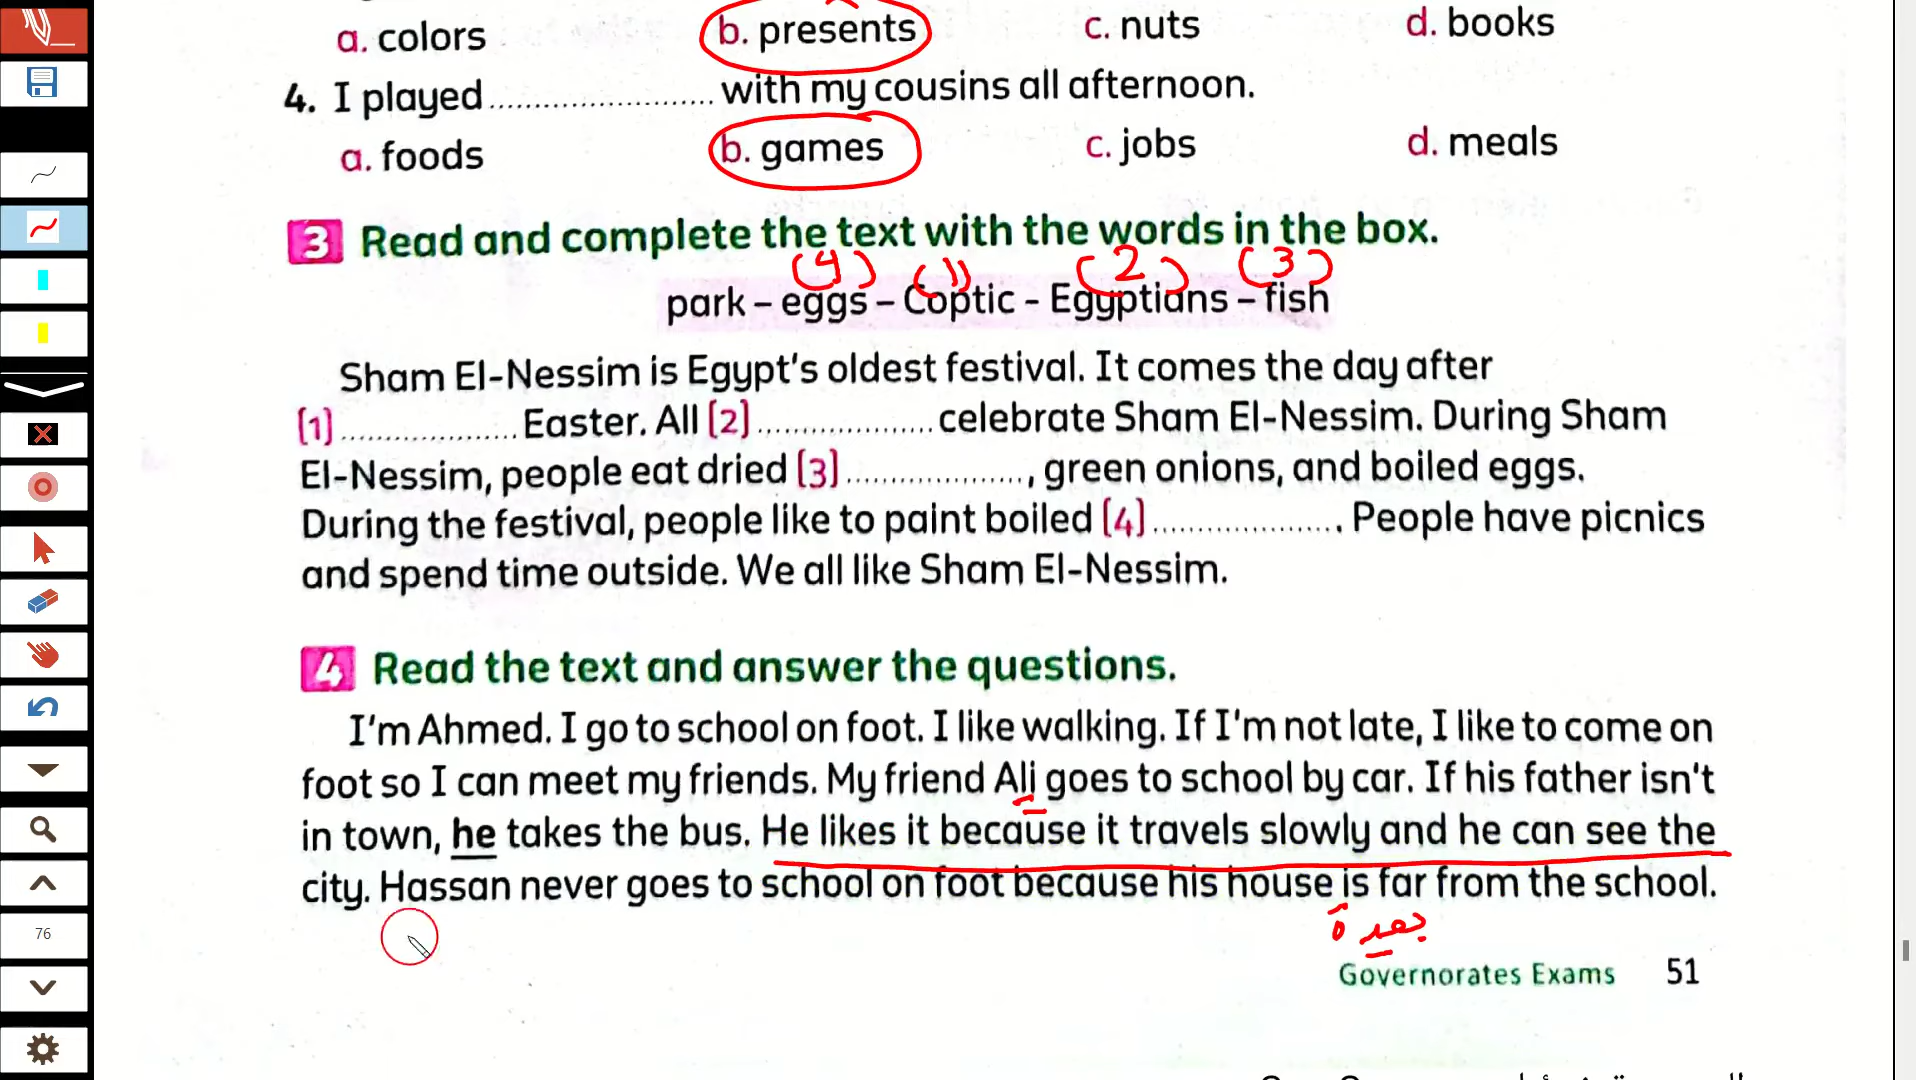 a. colors b. presents c. nuts d. books
4. I played ........................ with my cousins all afternoon.
a. foods b. games c. jobs d. meals
3 Read and complete the text with the words in the box.
(4) (1) (2) (3)
park – eggs – Coptic - Egyptians – fish
Sham El-Nessim is Egypt's oldest festival. It comes the day after
(1) .................... Easter. All (2) .................... celebrate Sham El-Nessim. During Sham
El-Nessim, people eat dried (3) ...................., green onions, and boiled eggs.
During the festival, people like to paint boiled (4) ..................... People have picnics
and spend time outside. We all like Sham El-Nessim.
4 Read the text and answer the questions.
I'm Ahmed. I go to school on foot. I like walking. If I'm not late, I like to come on
foot so I can meet my friends. My friend Ali goes to school by car. If his father isn't
in town, he takes the bus. He likes it because it travels slowly and he can see the
city. Hassan never goes to school on foot because his house is far from the school.
بعيدة
76
Governorates Exams 51